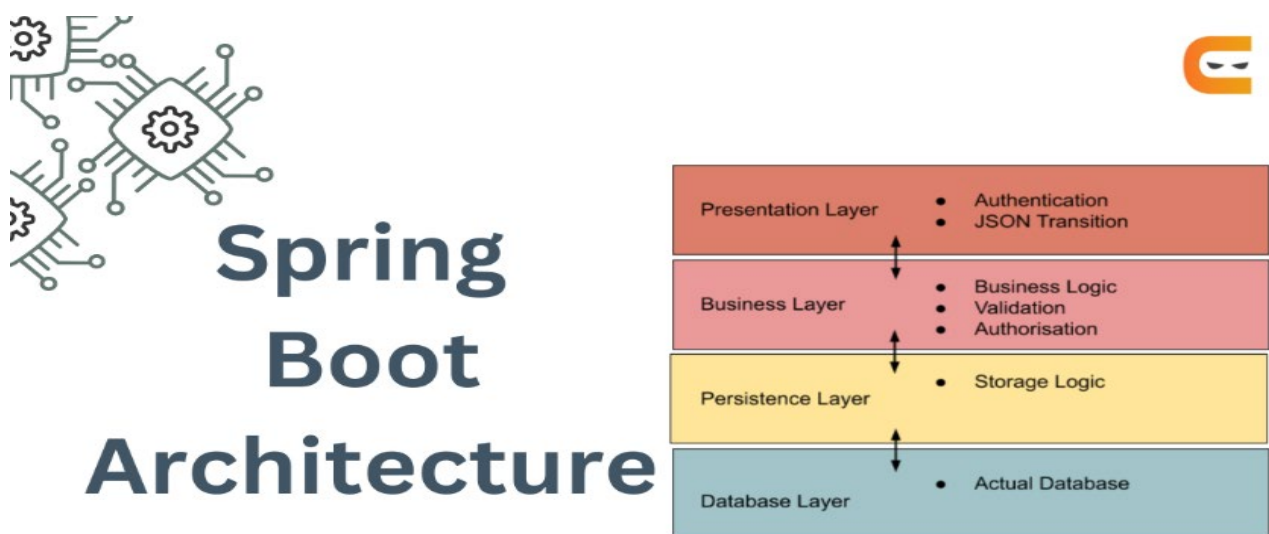 Spring
Boot
Architecture
Presentation Layer
• Authentication
• JSON Transition
Business Layer
• Business Logic
• Validation
• Authorisation
Persistence Layer
• Storage Logic
Database Layer
• Actual Database